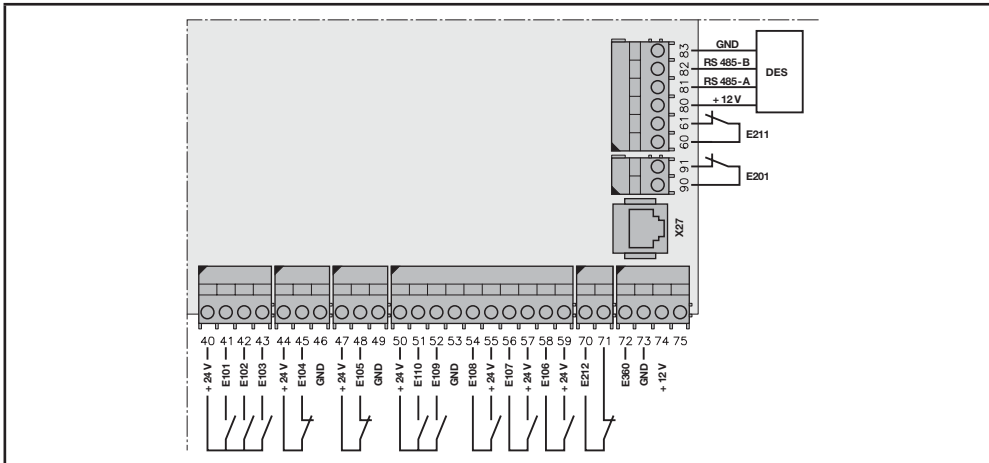 83 GND
82 RS 485-B
81 RS 485-A
80 + 12 V
DES
61
60
E211
91
90
E201
X27
40 41 42 43 44 45 46 47 48 49 50 51 52 53 54 55 56 57 58 59 70 71 72 73 74 75
+ 24 V
E101
E102
E103
+ 24 V
E104
GND
+ 24 V
E105
GND
+ 24 V
E110
E109
GND
E108
+ 24 V
E107
+ 24 V
E106
+ 24 V
E212
E360
GND
+ 12 V